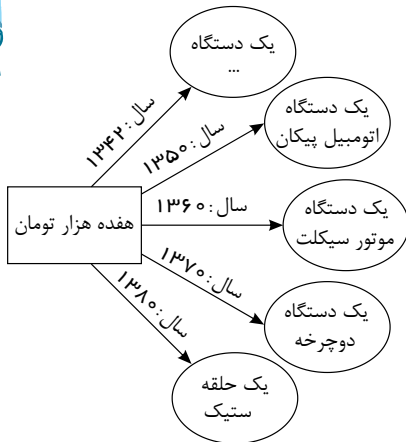 یک دستگاه
...
سال: ۱۳۴۲
یک دستگاه
اتومبیل پیکان
سال: ۱۳۵۰
هفده هزار تومان
سال: ۱۳۶۰
یک دستگاه
موتور سیکلت
سال: ۱۳۷۰
یک دستگاه
دوچرخه
سال: ۱۳۸۰
یک حلقه
ستیک